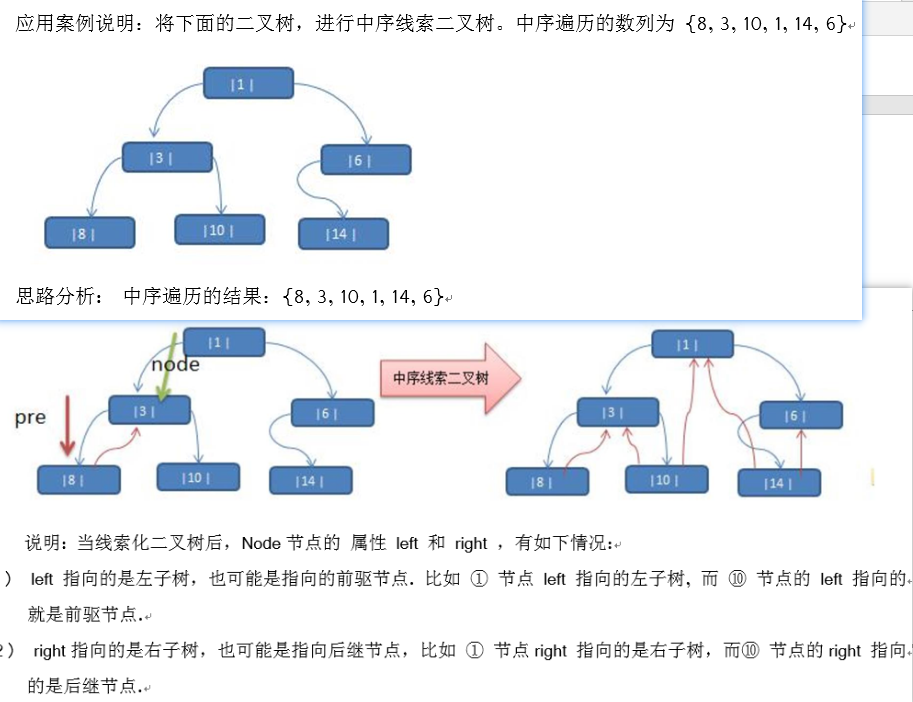 应用案例说明：将下面的二叉树，进行中序线索二叉树。中序遍历的数列为 {8, 3, 10, 1, 14, 6}
|1 |
|3 |
|6 |
|8 |
|10 |
|14 |
思路分析： 中序遍历的结果：{8, 3, 10, 1, 14, 6}
|1 |
|1 |
node
中序线索二叉树
pre
|3 |
|6 |
|3 |
|6 |
|8 |
|10 |
|14 |
|8 |
|10 |
|14 |
说明: 当线索化二叉树后，Node 节点的 属性 left 和 right ，有如下情况:
） left 指向的是左子树，也可能是指向的前驱节点. 比如 ① 节点 left 指向的左子树, 而 ⑩ 节点的 left 指向的
就是前驱节点.
2） right 指向的是右子树，也可能是指向后继节点，比如 ① 节点 right 指向的是右子树，而⑩ 节点的 right 指向
的是后继节点.